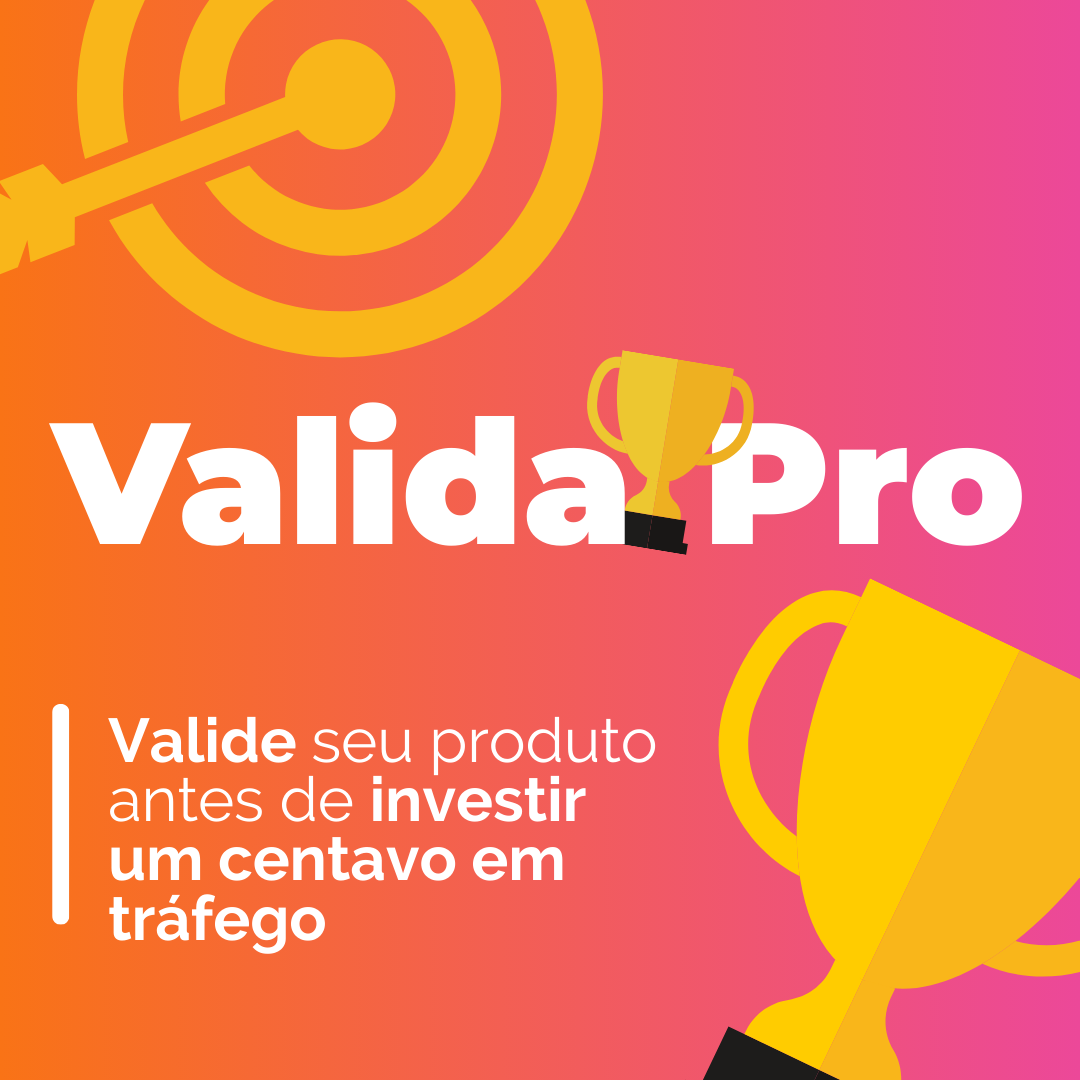 Valida Pro
Valide seu produto
antes de investir
um centavo em
tráfego